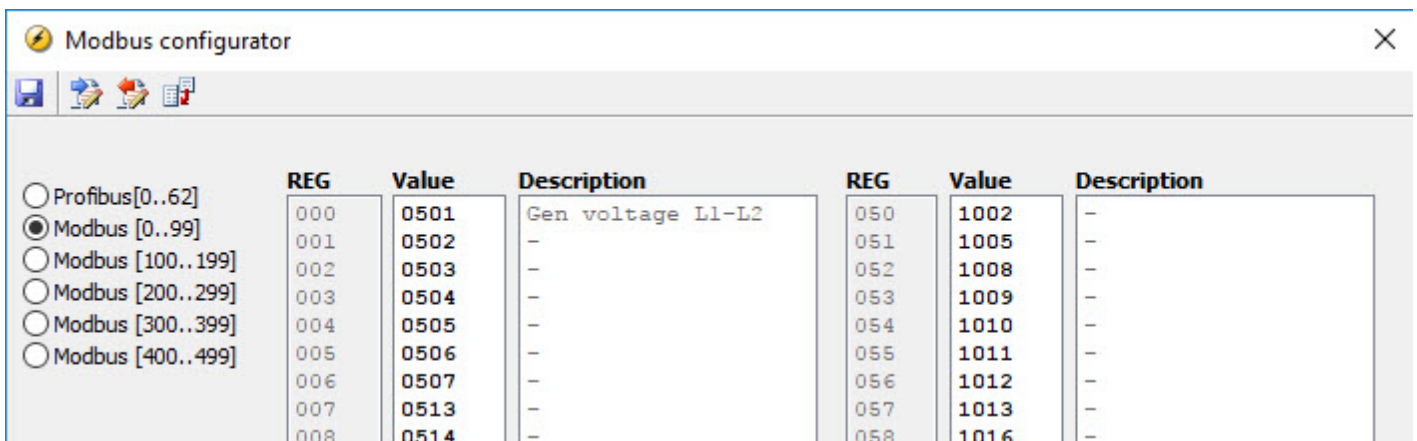 Modbus configurator
REG Value Description REG Value Description
Profibus[0..62]
Modbus [0..99]
Modbus [100..199]
Modbus [200..299]
Modbus [300..399]
Modbus [400..499]
000 0501 Gen voltage L1-L2 050 1002 -
001 0502 - 051 1005 -
002 0503 - 052 1008 -
003 0504 - 053 1009 -
004 0505 - 054 1010 -
005 0506 - 055 1011 -
006 0507 - 056 1012 -
007 0513 - 057 1013 -
008 0514 - 058 1016 -